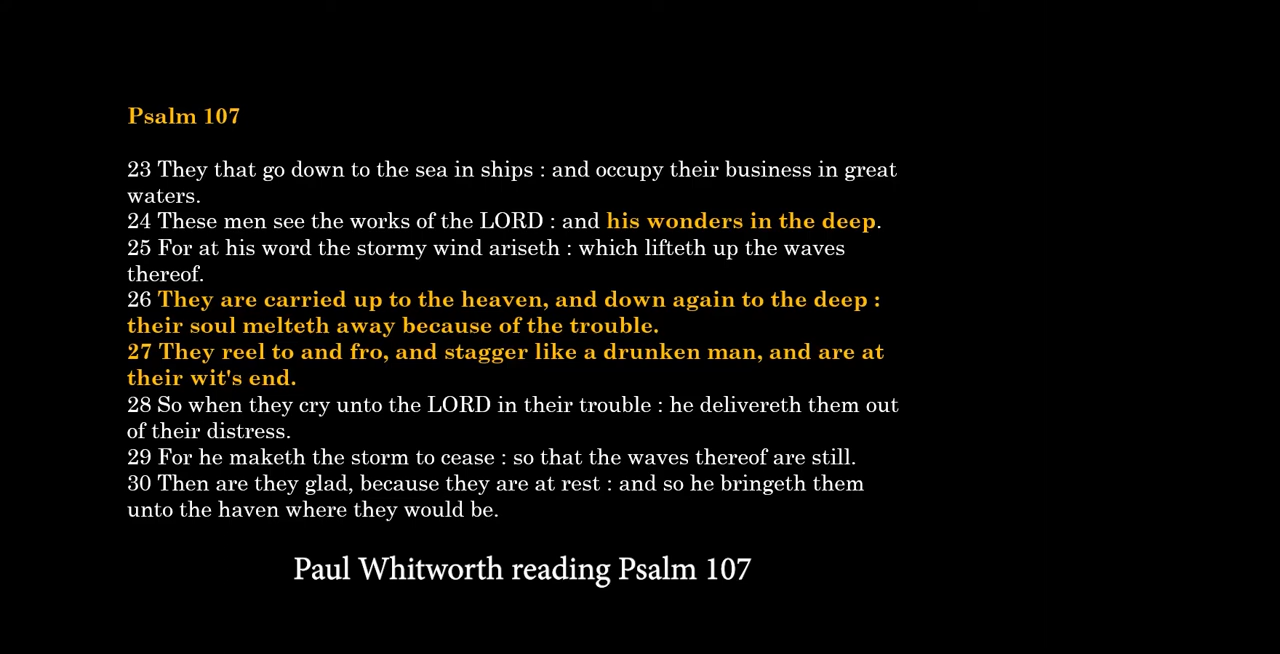 Psalm 107
23 They that go down to the sea in ships : and occupy their business in great
waters.
24 These men see the works of the LORD : and his wonders in the deep.
25 For at his word the stormy wind ariseth : which lifteth up the waves
thereof.
26 They are carried up to the heaven, and down again to the deep :
their soul melteth away because of the trouble.
27 They reel to and fro, and stagger like a drunken man, and are at
their wit's end.
28 So when they cry unto the LORD in their trouble : he delivereth them out
of their distress.
29 For he maketh the storm to cease : so that the waves thereof are still.
30 Then are they glad, because they are at rest : and so he bringeth them
unto the haven where they would be.
Paul Whitworth reading Psalm 107